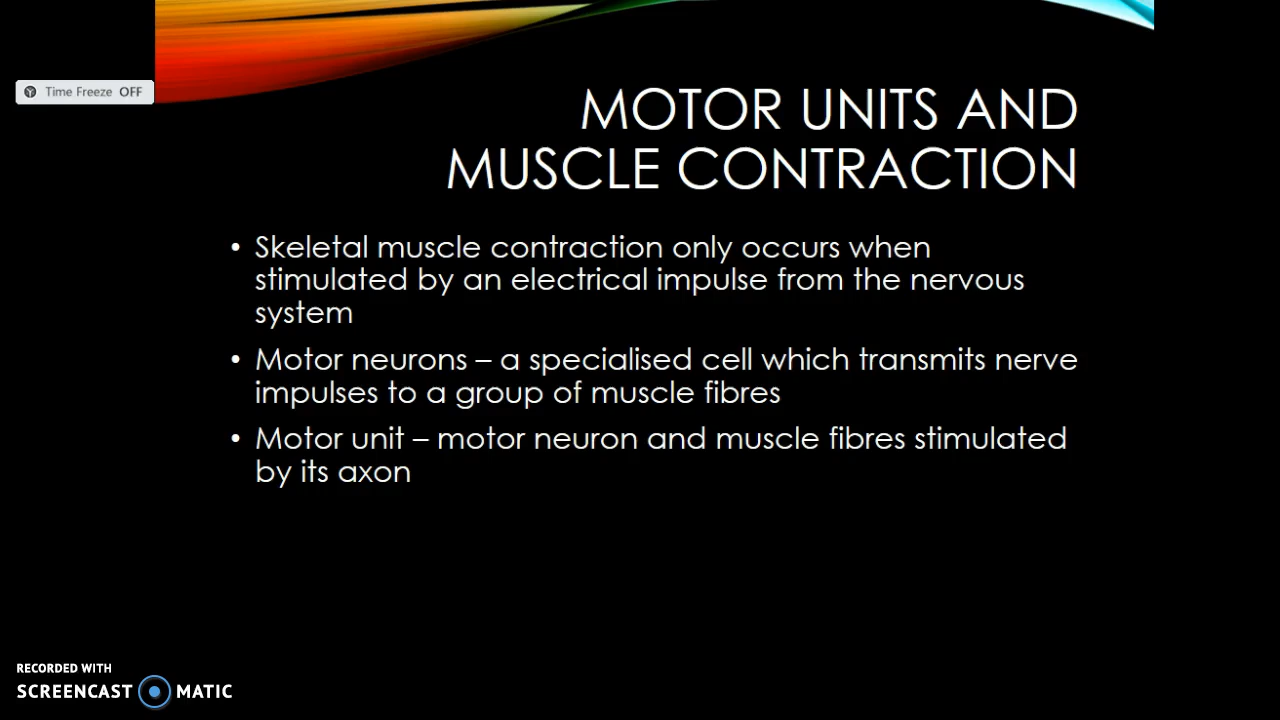 Time Freeze OFF
MOTOR UNITS AND
MUSCLE CONTRACTION
• Skeletal muscle contraction only occurs when
stimulated by an electrical impulse from the nervous
system
• Motor neurons – a specialised cell which transmits nerve
impulses to a group of muscle fibres
• Motor unit – motor neuron and muscle fibres stimulated
by its axon
RECORDED WITH
SCREENCAST MATIC